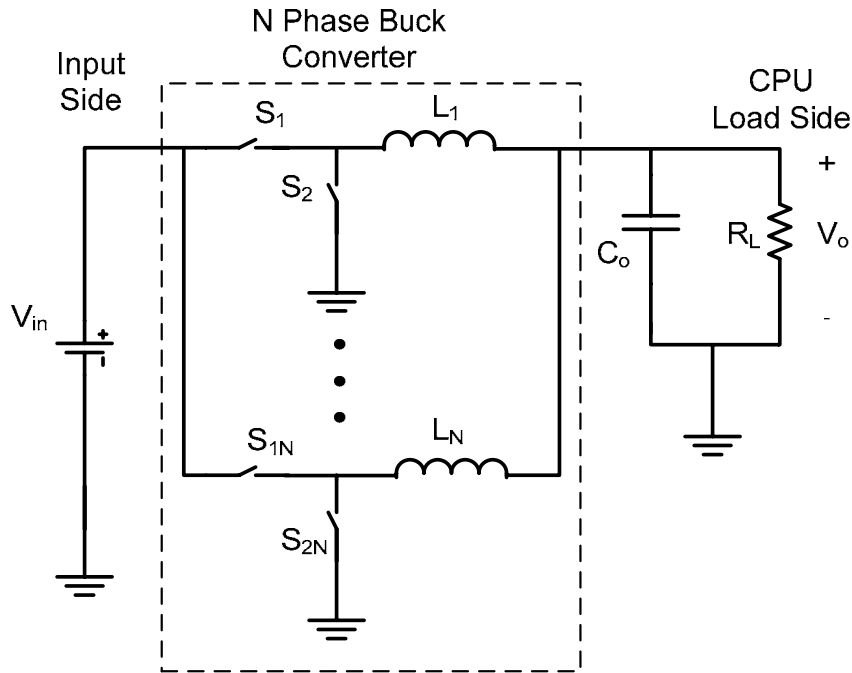 N Phase Buck
Converter
Input
Side
CPU
Load Side
S1
L1
S2
+
Co
RL
Vo
-
Vin
+
-
S1N
LN
S2N